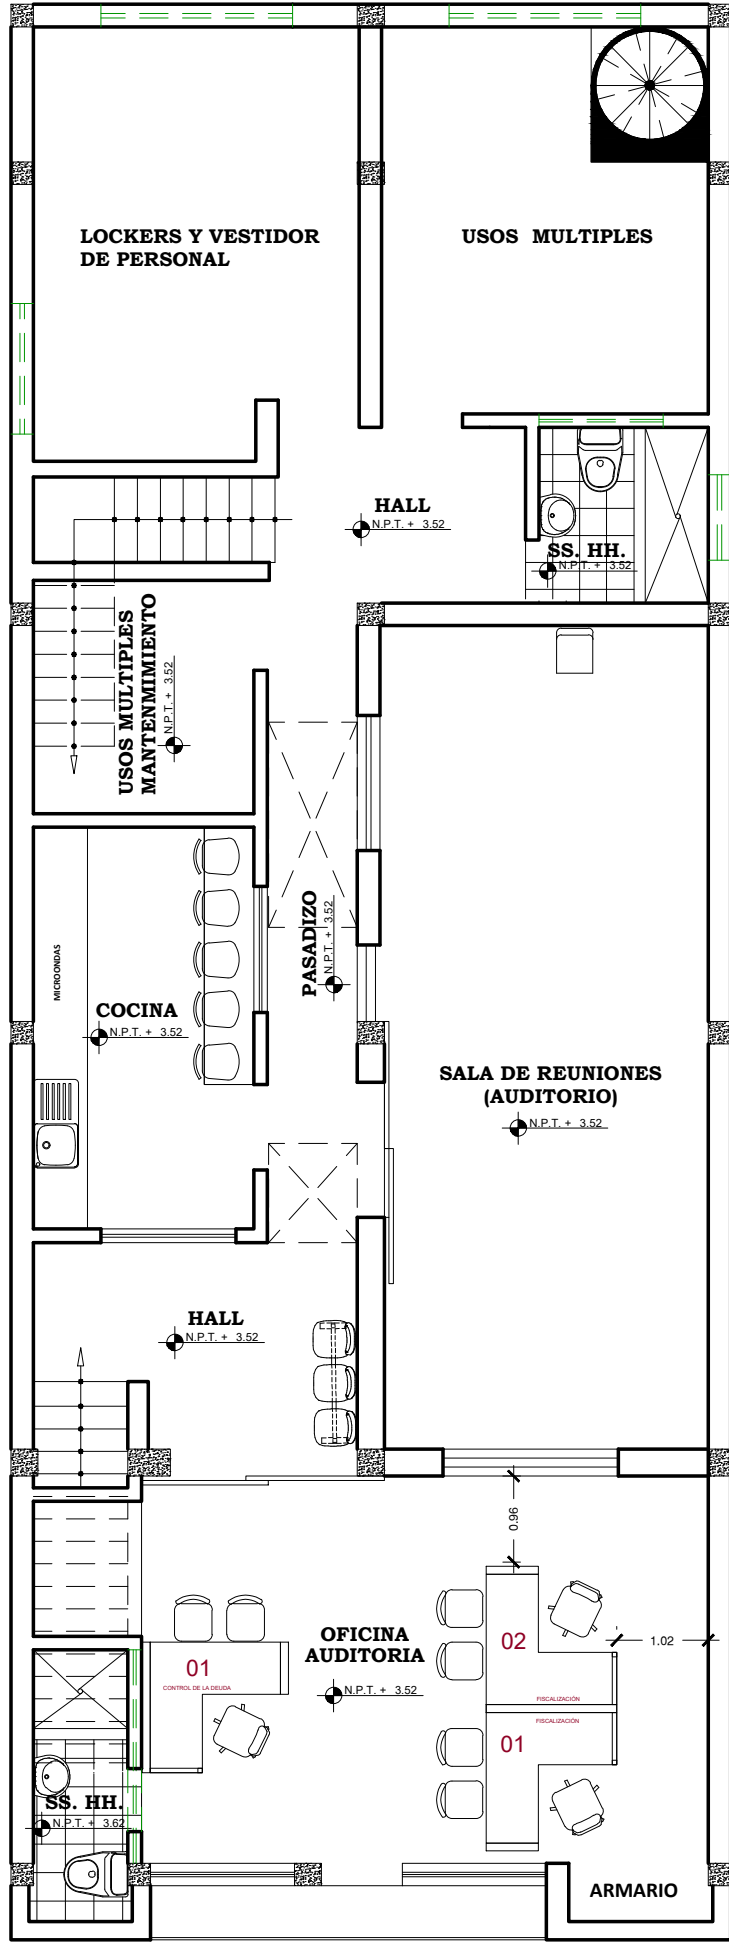 LOCKERS Y VESTIDOR
DE PERSONAL
USOS MULTIPLES
HALL
N.P.T. + 3.52
SS. HH.
N.P.T. + 3.52
USOS MULTIPLES
MANTENMIMIENTO
N.P.T. + 3.52
PASADIZO
N.P.T. + 3.52
MICROONDAS
COCINA
N.P.T. + 3.52
SALA DE REUNIONES
(AUDITORIO)
N.P.T. + 3.52
HALL
N.P.T. + 3.52
0.96
OFICINA
AUDITORIA
N.P.T. + 3.52
01
CONTROL DE LA DEUDA
02
FISCALIZACIÓN
1.02
FISCALIZACIÓN
01
SS. HH.
N.P.T. + 3.62
ARMARIO